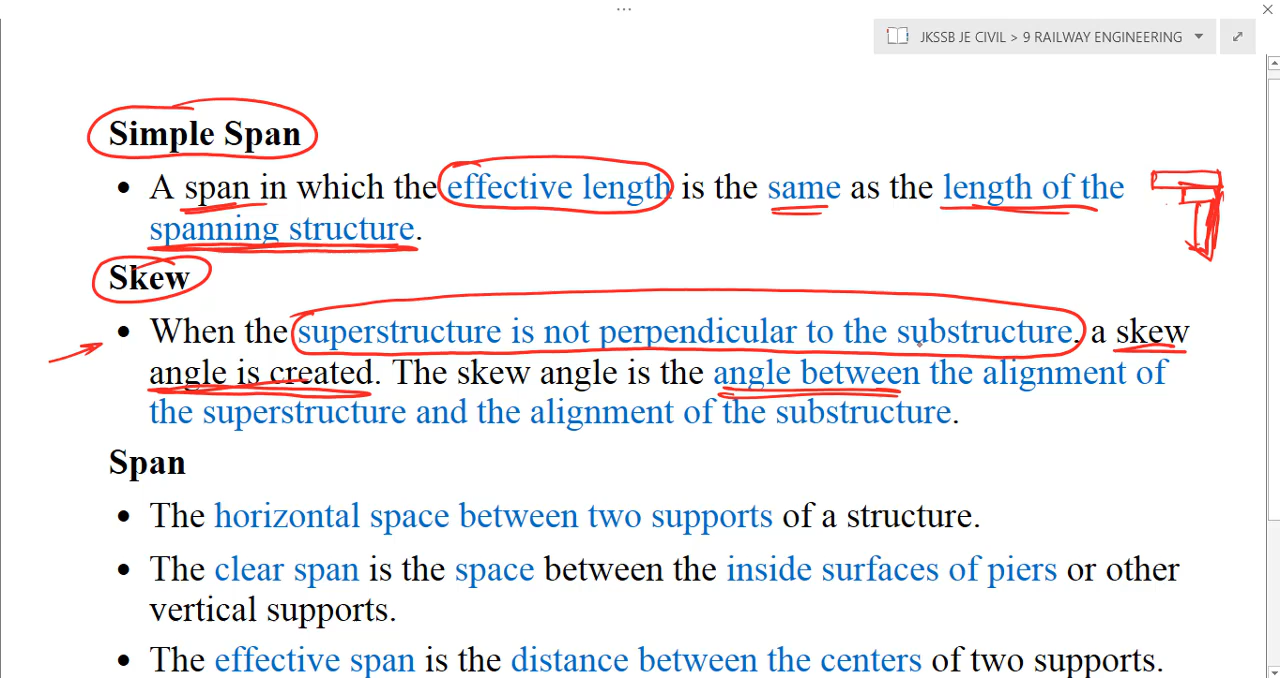 JKSSB JE CIVIL > 9 RAILWAY ENGINEERING
Simple Span
• A span in which the effective length is the same as the length of the
spanning structure.
Skew
• When the superstructure is not perpendicular to the substructure, a skew
angle is created. The skew angle is the angle between the alignment of
the superstructure and the alignment of the substructure.
Span
• The horizontal space between two supports of a structure.
• The clear span is the space between the inside surfaces of piers or other
vertical supports.
• The effective span is the distance between the centers of two supports.